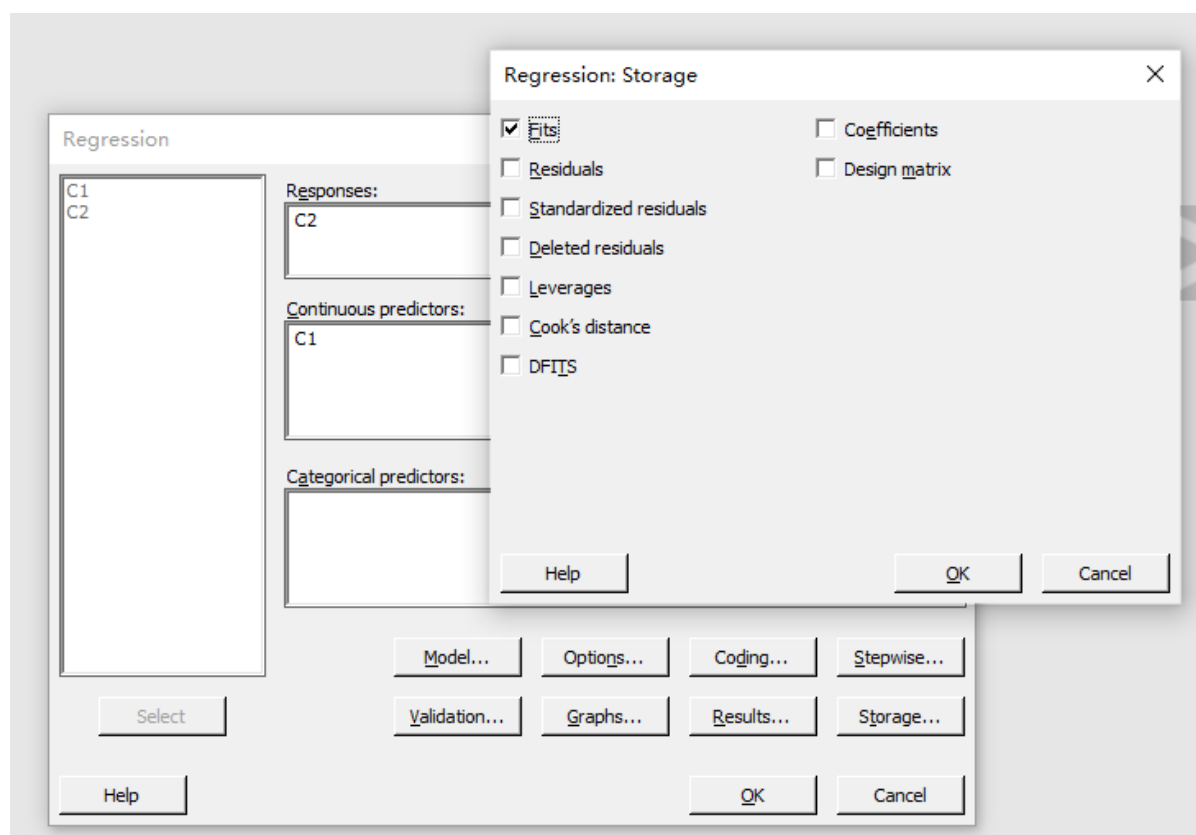 Regression: Storage
Fits
Coefficients
Residuals
Design matrix
Standardized residuals
Deleted residuals
Leverages
Cook's distance
DFITS
Help
OK
Cancel
Regression
C1
C2
Responses:
C2
Continuous predictors:
C1
Categorical predictors:
Model...
Options...
Coding...
Stepwise...
Select
Validation...
Graphs...
Results...
Storage...
Help
OK
Cancel